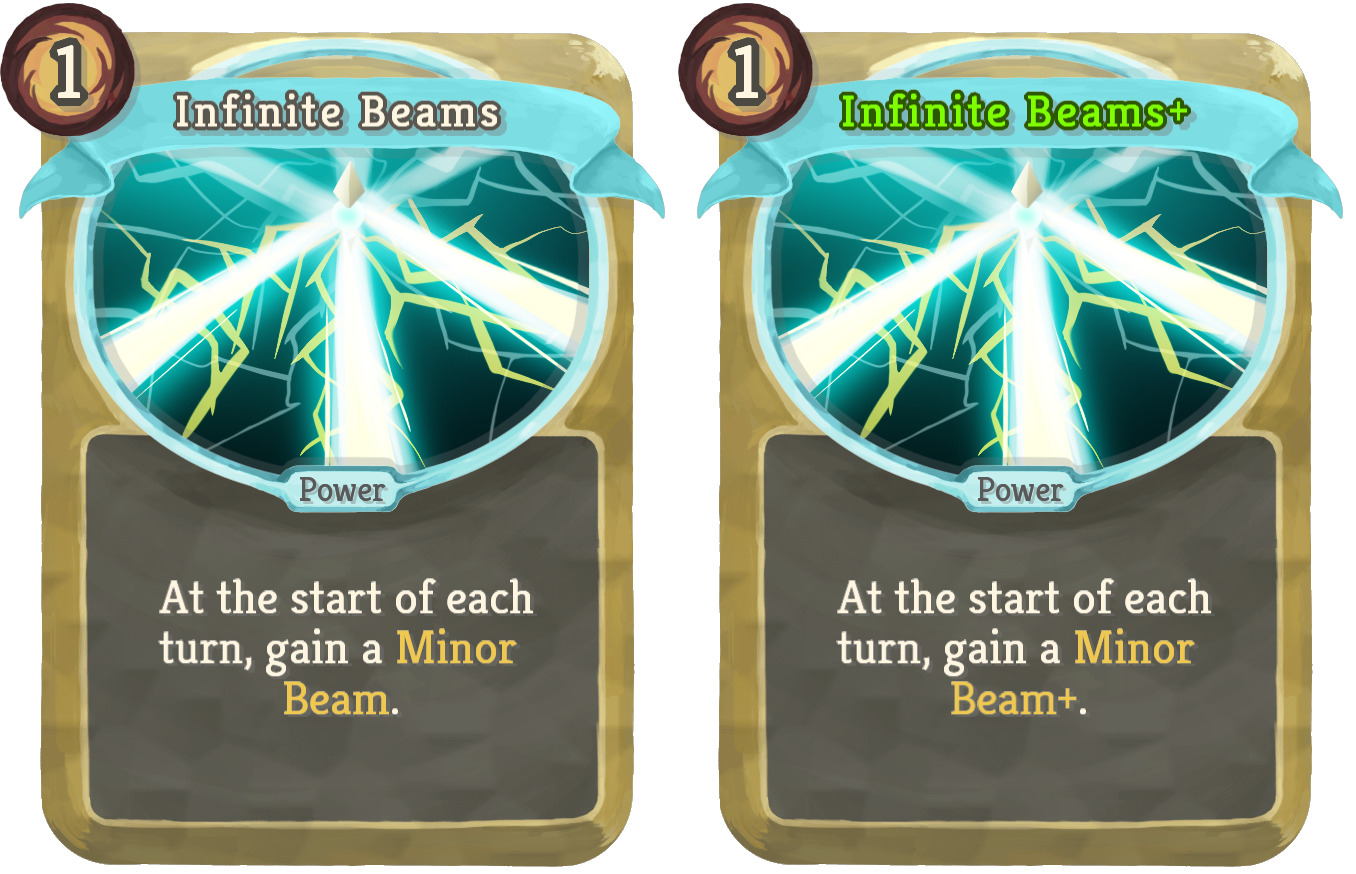 1
Infinite Beams
Power
At the start of each
turn, gain a Minor
Beam.
1
Infinite Beams+
Power
At the start of each
turn, gain a Minor
Beam+.